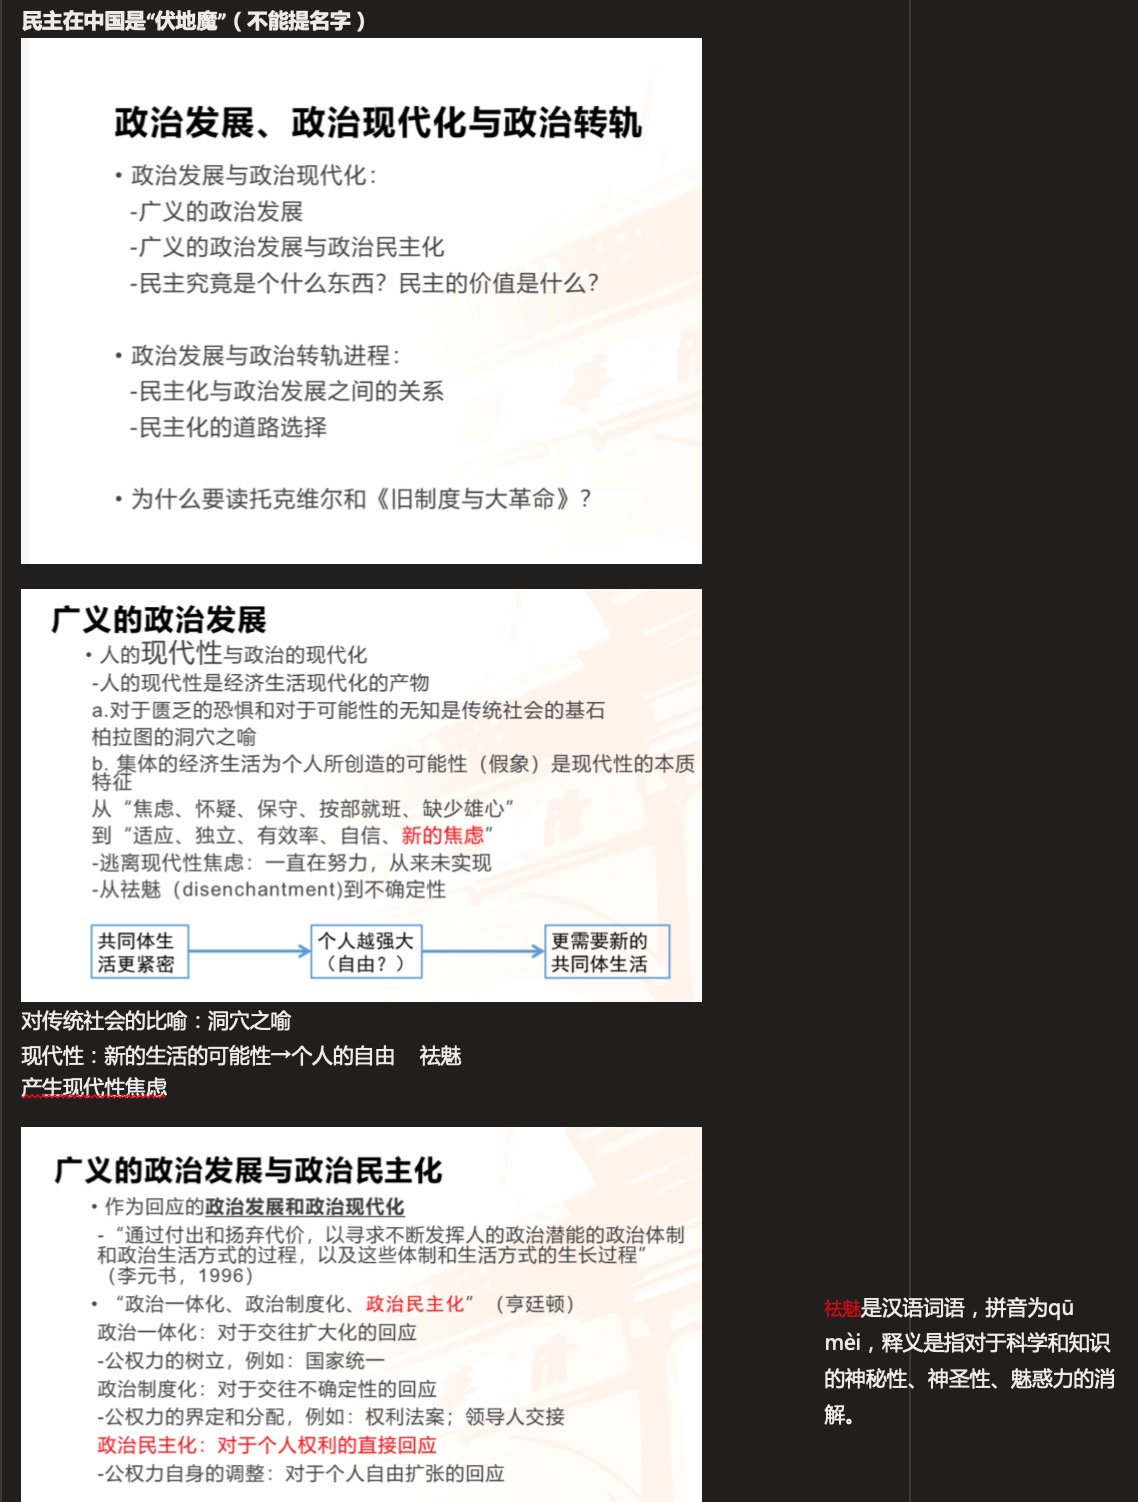 民主在中国是“伏地魔”（不能提名字）
政治发展、政治现代化与政治转轨
• 政治发展与政治现代化：
-广义的政治发展
-广义的政治发展与政治民主化
-民主究竟是个什么东西？民主的价值是什么？
• 政治发展与政治转轨进程：
-民主化与政治发展之间的关系
-民主化的道路选择
• 为什么要读托克维尔和《旧制度与大革命》？
广义的政治发展
• 人的现代性与政治的现代化
-人的现代性是经济生活现代化的产物
a.对于匮乏的恐惧和对于可能性的无知是传统社会的基石
柏拉图的洞穴之喻
b. 集体的经济生活为个人所创造的可能性（假象）是现代性的本质
特征
从“焦虑、怀疑、保守、按部就班、缺少雄心”
到“适应、独立、有效率、自信、新的焦虑”
-逃离现代性焦虑：一直在努力，从来未实现
-从祛魅（disenchantment)到不确定性
共同体生
活更紧密
个人越强大
（自由？）
更需要新的
共同体生活
对传统社会的比喻：洞穴之喻
现代性：新的生活的可能性→个人的自由 祛魅
产生现代性焦虑
广义的政治发展与政治民主化
• 作为回应的政治发展和政治现代化
-“通过付出和扬弃代价，以寻求不断发挥人的政治潜能的政治体制
和政治生活方式的过程，以及这些体制和生活方式的生长过程”
（李元书，1996）
• “政治一体化、政治制度化、政治民主化”（亨廷顿）
政治一体化：对于交往扩大化的回应
-公权力的树立，例如：国家统一
政治制度化：对于交往不确定性的回应
-公权力的界定和分配，例如：权利法案；领导人交接
政治民主化：对于个人权利的直接回应
-公权力自身的调整：对于个人自由扩张的回应
祛魅是汉语词语，拼音为qū
mèi，释义是指对于科学和知识
的神秘性、神圣性、魅惑力的消
解。